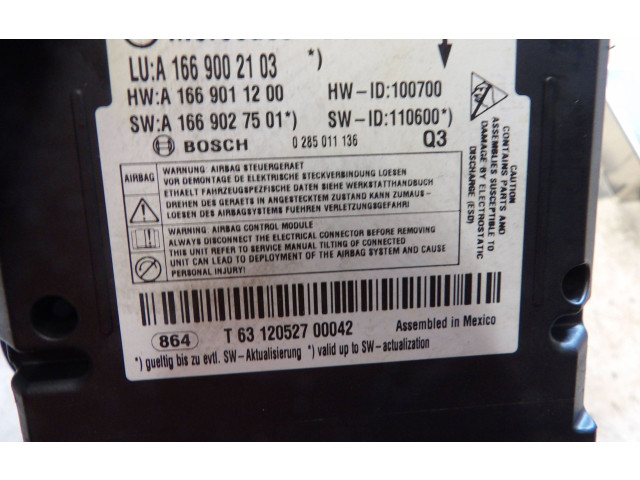 LU:A 166 900 21 03 *)
HW:A 166 901 12 00 HW-ID:100700
SW:A 166 902 75 01*) SW-ID:110600*)
BOSCH 0 285 011 136 Q3
AIRBAG
WARNUNG: AIRBAG STEUERGERAET
VOR DEMONTAGE DE ELEKTRISCHE STECKVERBINDUNG LOESEN
ETHAELT FAHRZEUGSPEZFISCHE DATEN SIEHE WERKSTATTHANDBUCH
DREHEN DES GERAETS IN ANGESTECKTEM ZUSTAND KANN ZUMAUS-
LOESEN DES AIRBAGSYSTEMS FUEHREN VERLETZUNGSGEFAHR!
WARNING: AIRBAG CONTROL MODULE
ALWAYS DISCONNECT THE ELECTRICAL CONNECTOR BEFORE REMOVING
THIS UNIT REFER TO SERVICE MANUAL TILTING OF CONNECTED
UNIT CAN LEAD TO DEPLOYMENT OF THE AIRBAG SYSTEM AND CAUSE
PERSONAL INJURY!
CAUTION
CONTAINS PARTS AND
ASSEMBLIES SUSCEPTIBLE TO
DAMAGE BY ELECTROSTATIC
DISCHARGE (ESD)
864 T 63 120527 00042 Assembled in Mexico
*) gueltig bis zu evtl. SW-Aktualisierung *) valid up to SW-actualization